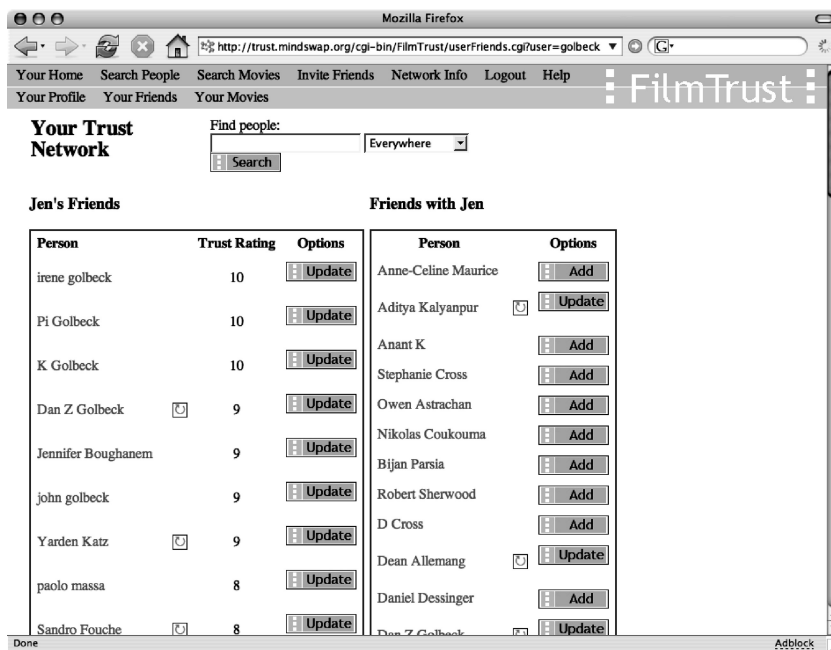 Mozilla Firefox
http://trust.mindswap.org/cgi-bin/FilmTrust/userFriends.cgi?user=golbeck
G
Your Home Search People Search Movies Invite Friends Network Info Logout Help
Your Profile Your Friends Your Movies
FilmTrust
Your Trust Network
Find people:
Everywhere
Search
Jen's Friends
Person Trust Rating Options
irene golbeck 10 Update
Pi Golbeck 10 Update
K Golbeck 10 Update
Dan Z Golbeck 9 Update
Jennifer Boughanem 9 Update
john golbeck 9 Update
Yarden Katz 9 Update
paolo massa 8 Update
Sandro Fouche 8 Update
Friends with Jen
Person Options
Anne-Celine Maurice Add
Aditya Kalyanpur Update
Anant K Add
Stephanie Cross Add
Owen Astrachan Add
Nikolas Coukouma Add
Bijan Parsia Add
Robert Sherwood Add
D Cross Add
Dean Allemang Update
Daniel Dessinger Add
Dan Z Golbeck Update
Done
Adblock